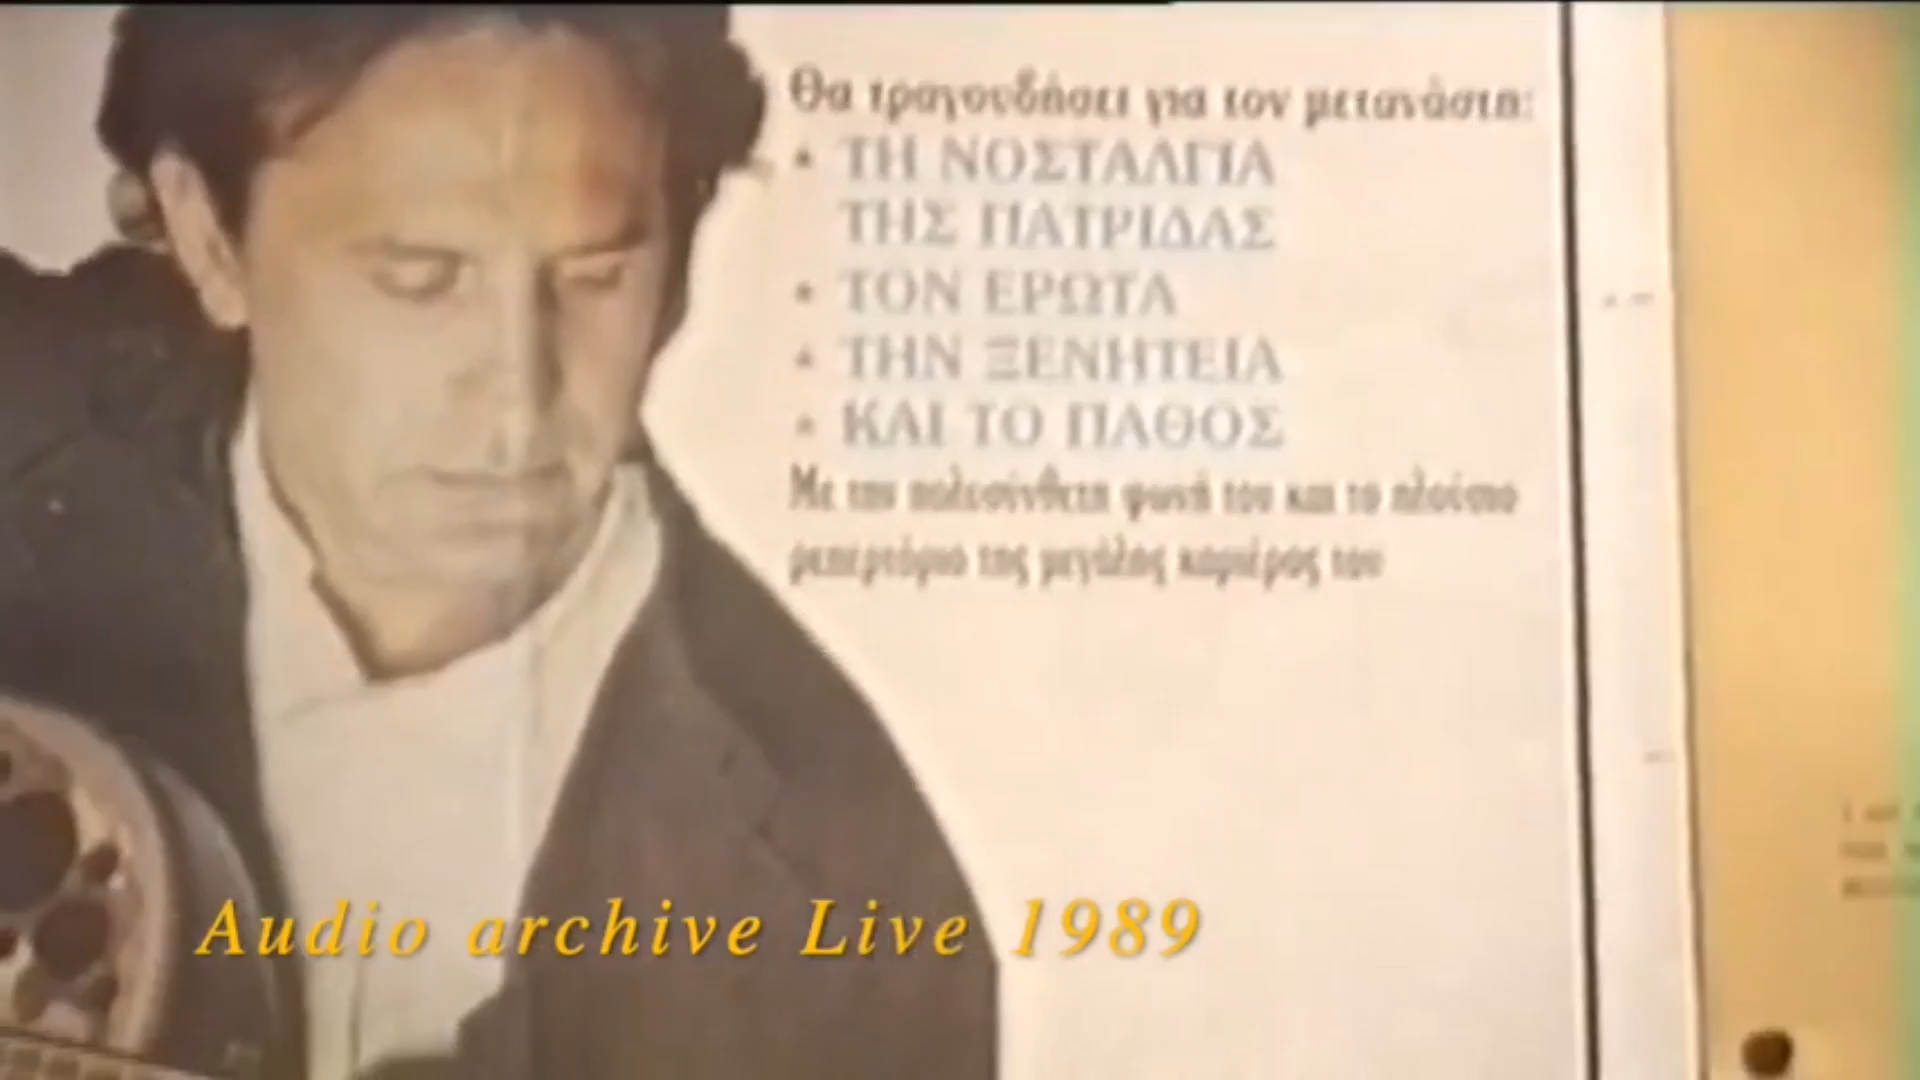 Θα τραγουδήσει για τον μετανάστη:
• ΤΗ ΝΟΣΤΑΛΓΙΑ
ΤΗΣ ΠΑΤΡΙΔΑΣ
• ΤΟΝ ΕΡΩΤΑ
• ΤΗΝ ΞΕΝΗΤΕΙΑ
• ΚΑΙ ΤΟ ΠΑΘΟΣ
Με την πολυσύνθετη φωνή του και το πλούσιο
ρεπερτόριο της μεγάλης καριέρας του
Audio archive Live 1989